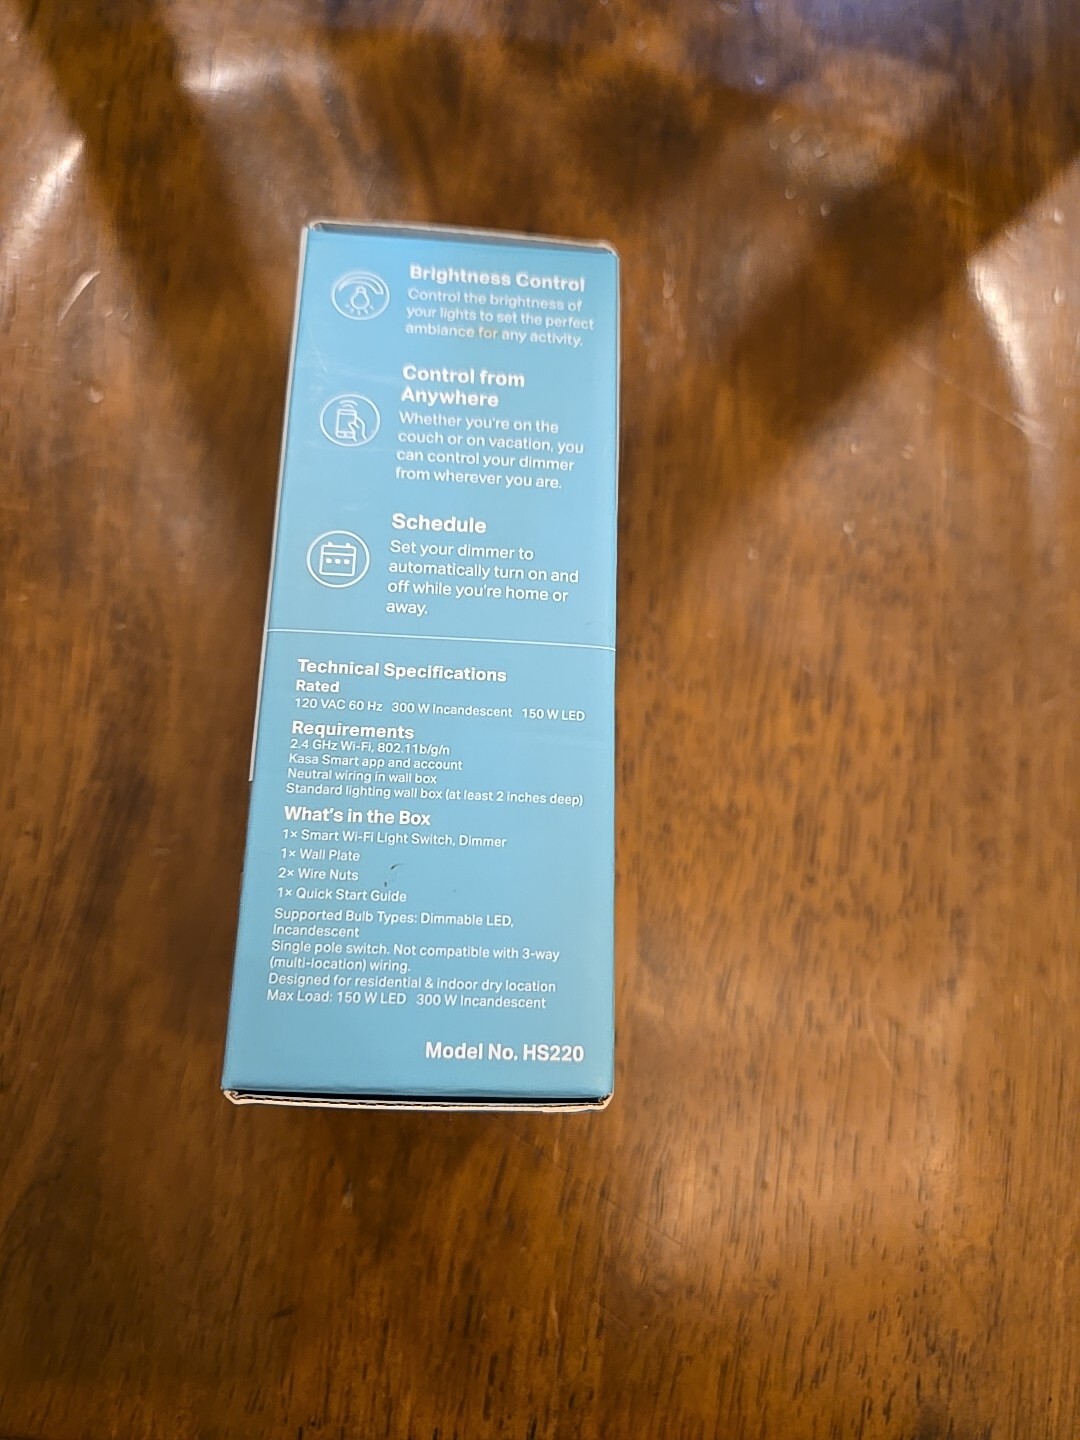 Brightness Control
Control the brightness of
your lights to set the perfect
ambiance for any activity.
Control from
Anywhere
Whether you're on the
couch or on vacation, you
can control your dimmer
from wherever you are.
Schedule
Set your dimmer to
automatically turn on and
off while you're home or
away.
Technical Specifications
Rated
120 VAC 60 Hz 300 W Incandescent 150 W LED
Requirements
2.4 GHz Wi-Fi, 802.11b/g/n
Kasa Smart app and account
Neutral wiring in wall box
Standard lighting wall box (at least 2 inches deep)
What's in the Box
1× Smart Wi-Fi Light Switch, Dimmer
1× Wall Plate
2× Wire Nuts
1× Quick Start Guide
Supported Bulb Types: Dimmable LED,
Incandescent
Single pole switch. Not compatible with 3-way
(multi-location) wiring.
Designed for residential & indoor dry location
Max Load: 150 W LED 300 W Incandescent
Model No. HS220